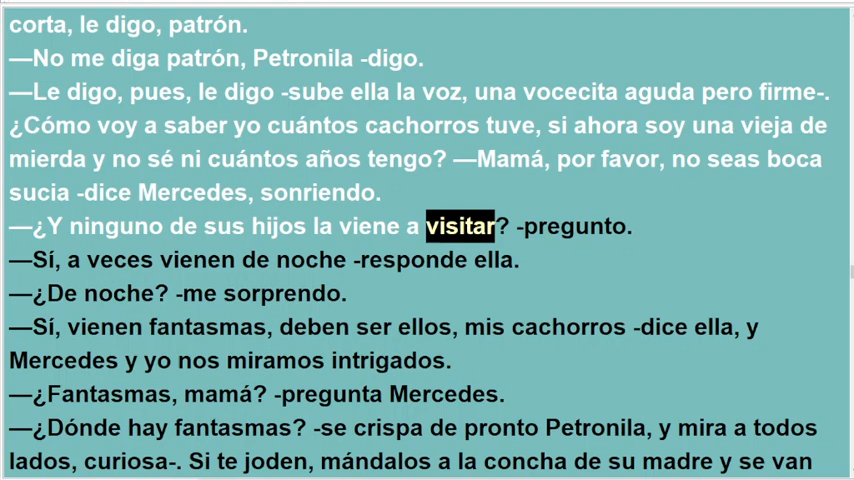 corta, le digo, patrón.
—No me diga patrón, Petronila -digo.
—Le digo, pues, le digo -sube ella la voz, una vocecita aguda pero firme-.
¿Cómo voy a saber yo cuántos cachorros tuve, si ahora soy una vieja de
mierda y no sé ni cuántos años tengo? —Mamá, por favor, no seas boca
sucia -dice Mercedes, sonriendo.
—¿Y ninguno de sus hijos la viene a visitar? -pregunto.
—Sí, a veces vienen de noche -responde ella.
—¿De noche? -me sorprendo.
—Sí, vienen fantasmas, deben ser ellos, mis cachorros -dice ella, y
Mercedes y yo nos miramos intrigados.
—¿Fantasmas, mamá? -pregunta Mercedes.
—¿Dónde hay fantasmas? -se crispa de pronto Petronila, y mira a todos
lados, curiosa-. Si te joden, mándalos a la concha de su madre y se van